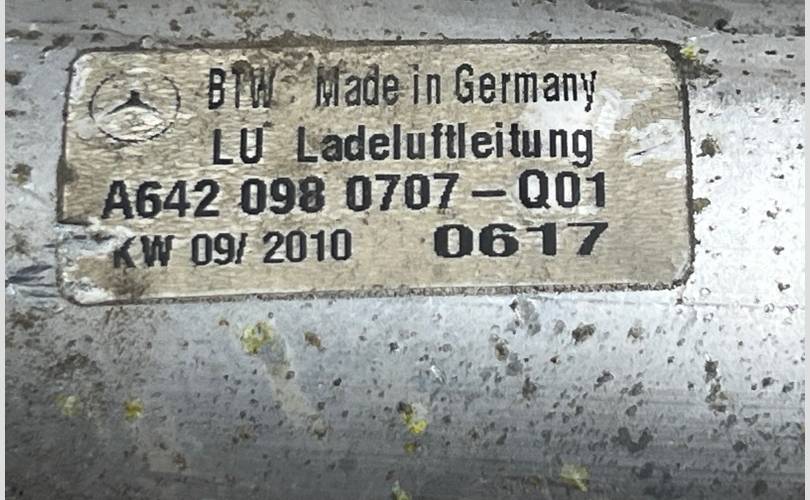 BTW Made in Germany
LU Ladeluftleitung
A642 098 0707-Q01
KW 09/ 2010 0617